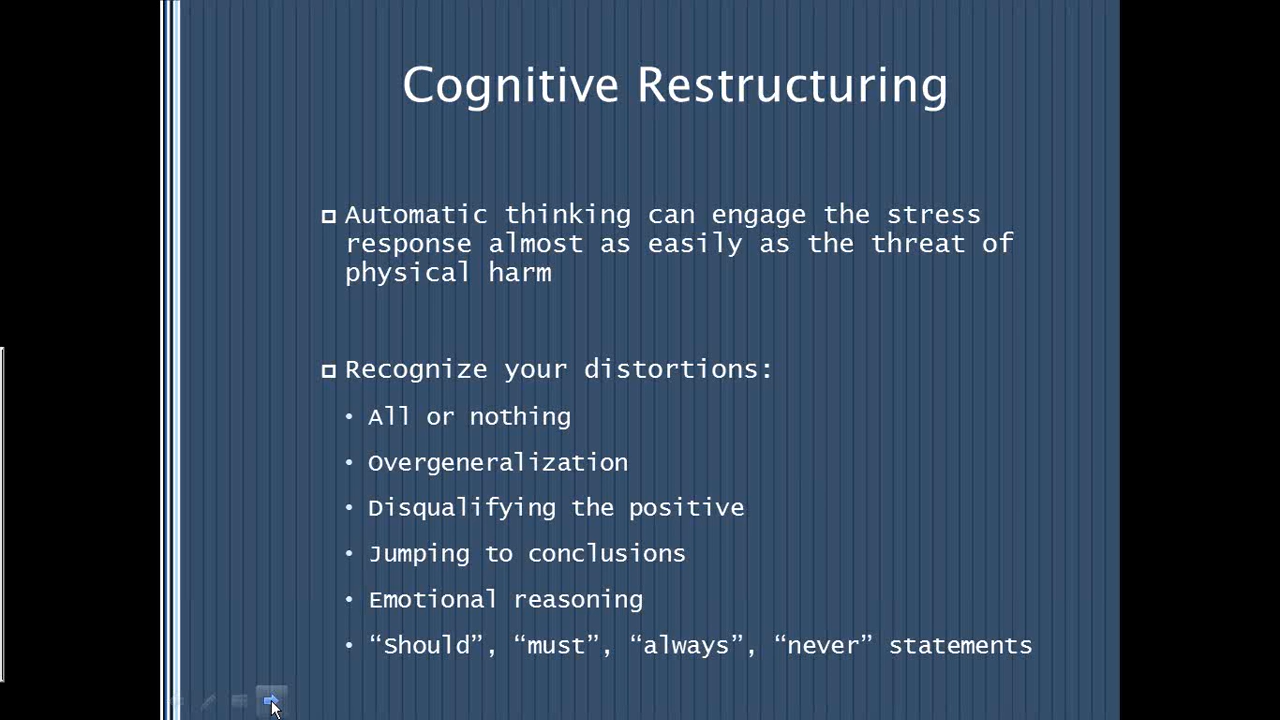 Cognitive Restructuring
Automatic thinking can engage the stress
response almost as easily as the threat of
physical harm
Recognize your distortions:
• All or nothing
• Overgeneralization
• Disqualifying the positive
• Jumping to conclusions
• Emotional reasoning
• “Should”, “must”, “always”, “never” statements